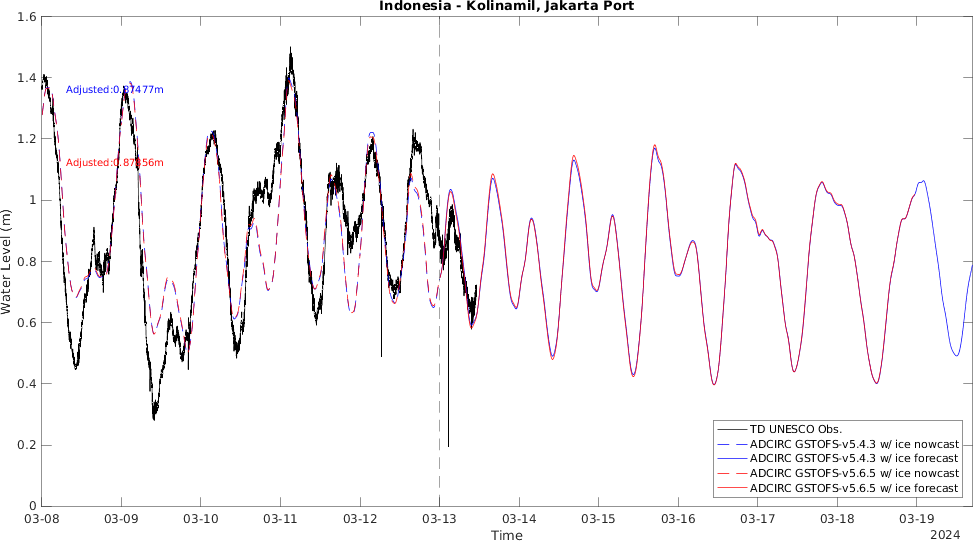 Indonesia - Kolinamil, Jakarta Port
1.6
1.4
1.2
1
0.8
0.6
0.4
0.2
0
Water Level (m)
Adjusted:0.87477m
Adjusted:0.87456m
TD UNESCO Obs.
ADCIRC GSTOFS-v5.4.3 w/ ice nowcast
ADCIRC GSTOFS-v5.4.3 w/ ice forecast
ADCIRC GSTOFS-v5.6.5 w/ ice nowcast
ADCIRC GSTOFS-v5.6.5 w/ ice forecast
03-08 03-09 03-10 03-11 03-12 03-13 03-14 03-15 03-16 03-17 03-18 03-19
Time
2024